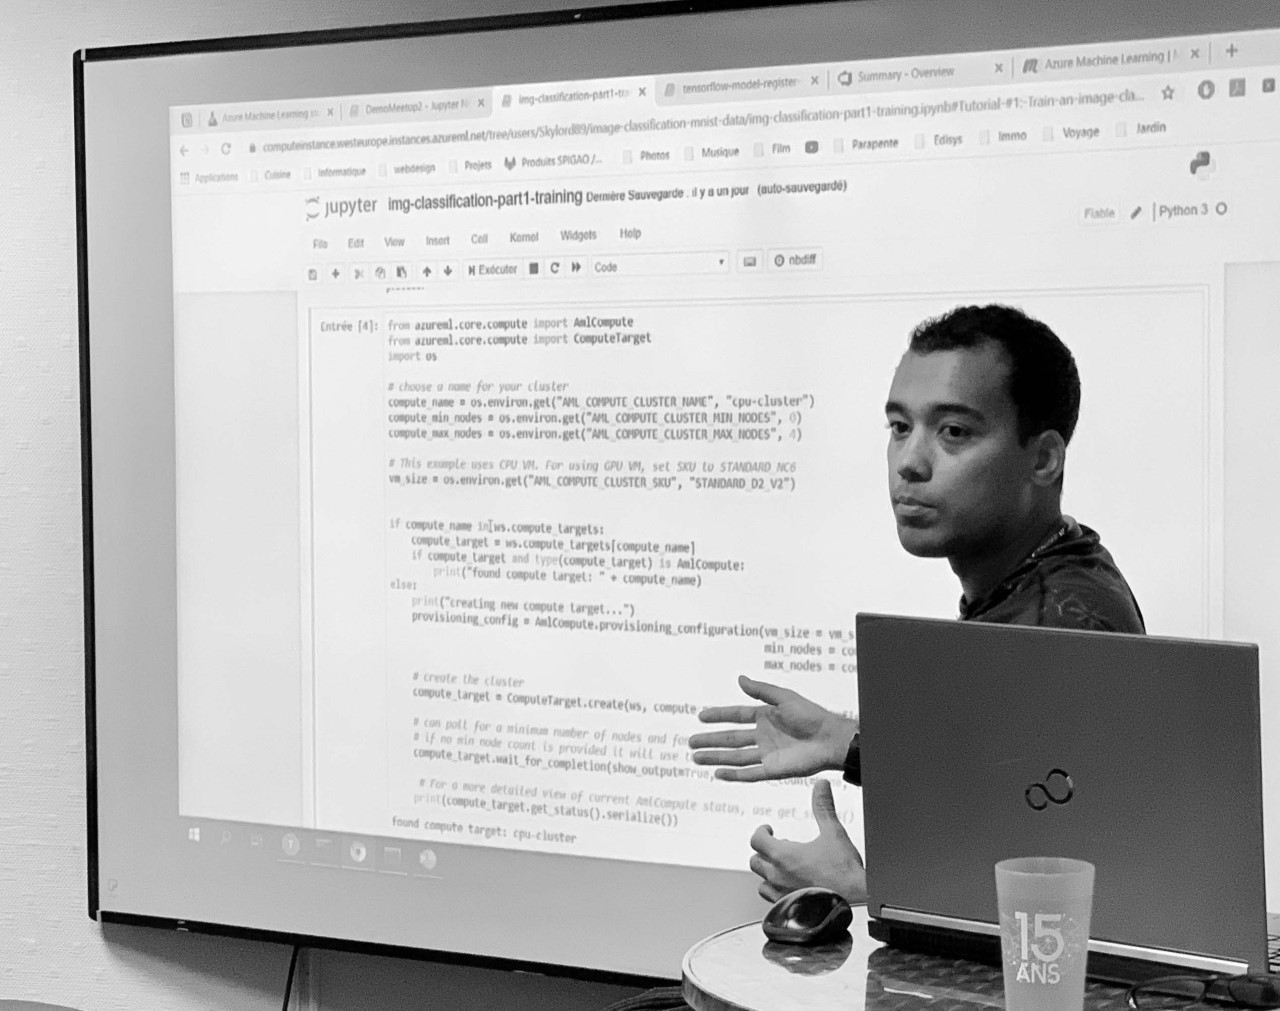 Azure Machine Learning
DemoMeetup2 - Jupyter N
img-classification-part1-tra
tensorflow-model-register
Summary - Overview
Azure Machine Learning |
computeinstance.westeurope.instances.azureml.net/tree/users/Skylord89/image-classification-mnist-data/img-classification-part1-training.ipynb#Tutorial-#1:-Train-an-image-cla...
Applications
Cuisine
Informatique
webdesign
Projets
Produits SPIGAO /...
Photos
Musique
Film
Parapente
Edisys
Immo
Voyage
Jardin
jupyter img-classification-part1-training Dernière Sauvegarde : il y a un jour (auto-sauvegardé)
File Edit View Insert Cell Kernel Widgets Help
Fiable
Python 3
Exécuter
Code
nbdiff
Entrée [4]:
from azureml.core.compute import AmlCompute
from azureml.core.compute import ComputeTarget
import os
# choose a name for your cluster
compute_name = os.environ.get("AML_COMPUTE_CLUSTER_NAME", "cpu-cluster")
compute_min_nodes = os.environ.get("AML_COMPUTE_CLUSTER_MIN_NODES", 0)
compute_max_nodes = os.environ.get("AML_COMPUTE_CLUSTER_MAX_NODES", 4)
# This example uses CPU VM. For using GPU VM, set SKU to STANDARD_NC6
vm_size = os.environ.get("AML_COMPUTE_CLUSTER_SKU", "STANDARD_D2_V2")
if compute_name in ws.compute_targets:
compute_target = ws.compute_targets[compute_name]
if compute_target and type(compute_target) is AmlCompute:
print("found compute target: " + compute_name)
else:
print("creating new compute target...")
provisioning_config = AmlCompute.provisioning_configuration(vm_size = vm_s
min_nodes = co
max_nodes = co
# create the cluster
compute_target = ComputeTarget.create(ws, compute_
# can poll for a minimum number of nodes and for
# if no min node count is provided it will use t
compute_target.wait_for_completion(show_output=True,
# For a more detailed view of current AmlCompute status, use get_s
print(compute_target.get_status().serialize())
found compute target: cpu-cluster
15
ANS